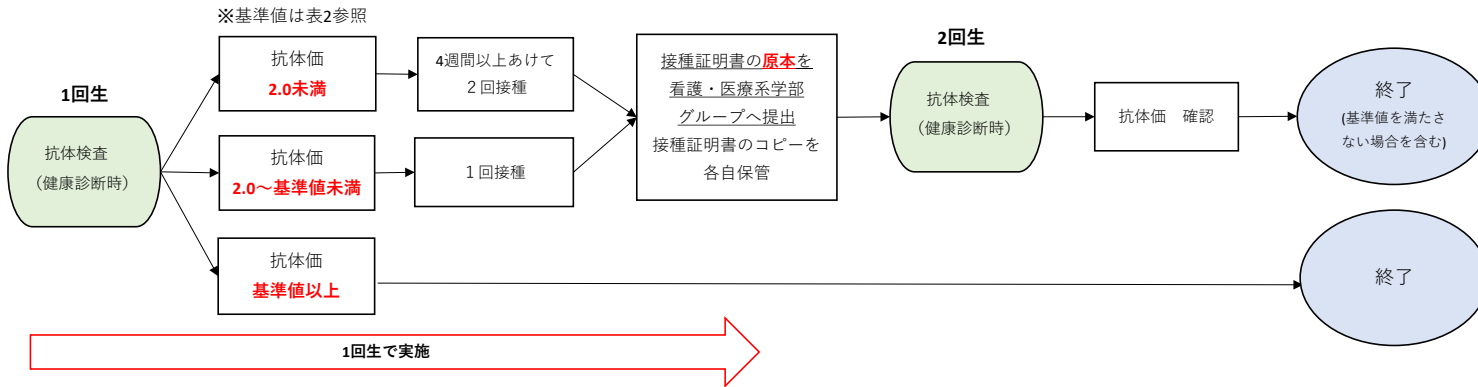 ※基準値は表2参照
1回生
抗体検査
（健康診断時）
抗体価
2.0未満
4週間以上あけて
２回接種
抗体価
2.0～基準値未満
１回接種
抗体価
基準値以上
接種証明書の原本を
看護・医療系学部
グループへ提出
接種証明書のコピーを
各自保管
2回生
抗体検査
（健康診断時）
抗体価　確認
終了
(基準値を満たさ
ない場合を含む)
終了
1回生で実施